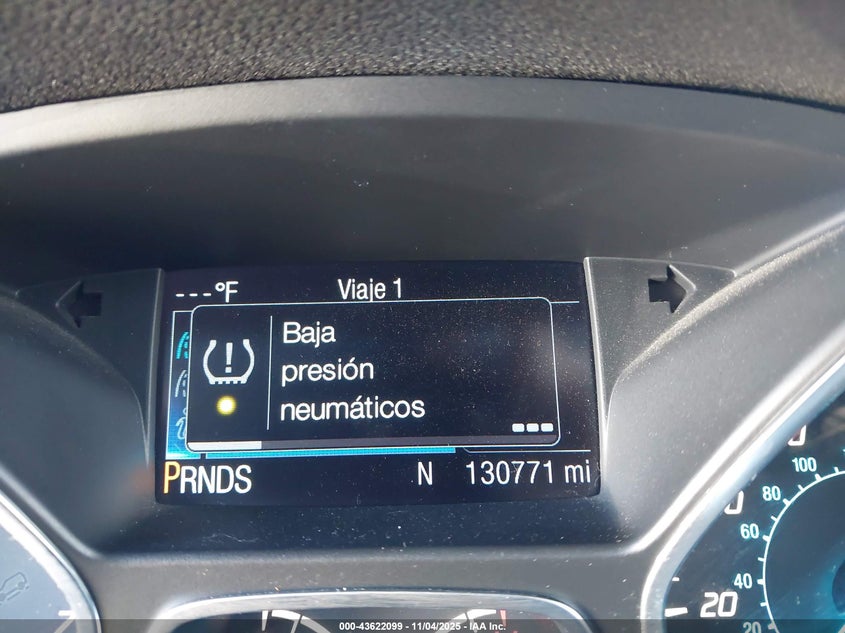 ---°F Viaje 1
Baja
presión
neumáticos
PRNDS N 130771 mi
100
80
60
40
20
20
000-43622099 - 11/04/2025 - IAA Inc.